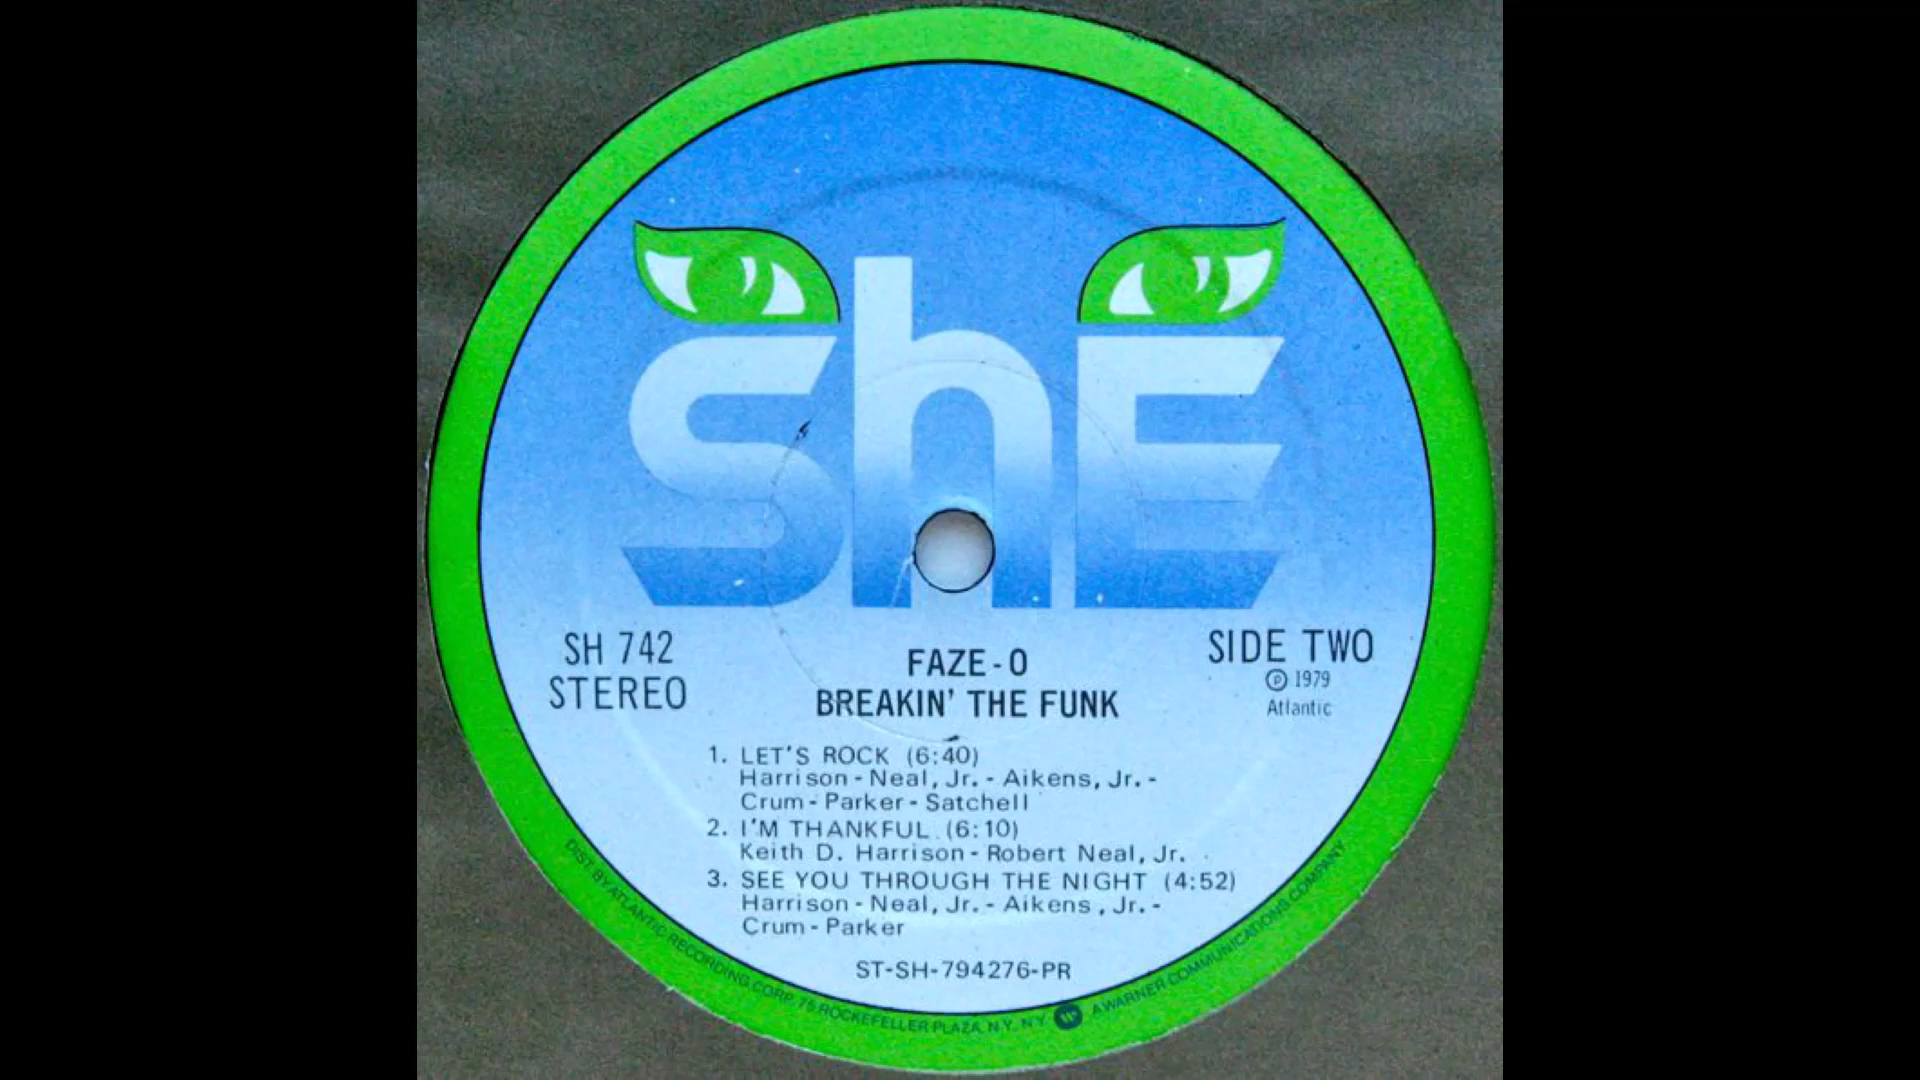 shE
SH 742
STEREO
FAZE-O
BREAKIN' THE FUNK
SIDE TWO
℗ 1979
Atlantic
1. LET'S ROCK (6:40)
Harrison - Neal, Jr. - Aikens, Jr. -
Crum - Parker - Satchell
2. I'M THANKFUL (6:10)
Keith D. Harrison - Robert Neal, Jr.
3. SEE YOU THROUGH THE NIGHT (4:52)
Harrison - Neal, Jr. - Aikens, Jr. -
Crum - Parker
ST-SH-794276-PR
DIST. BY ATLANTIC RECORDING CORP. 75 ROCKEFELLER PLAZA, N.Y. N.Y. W A WARNER COMMUNICATIONS COMPANY